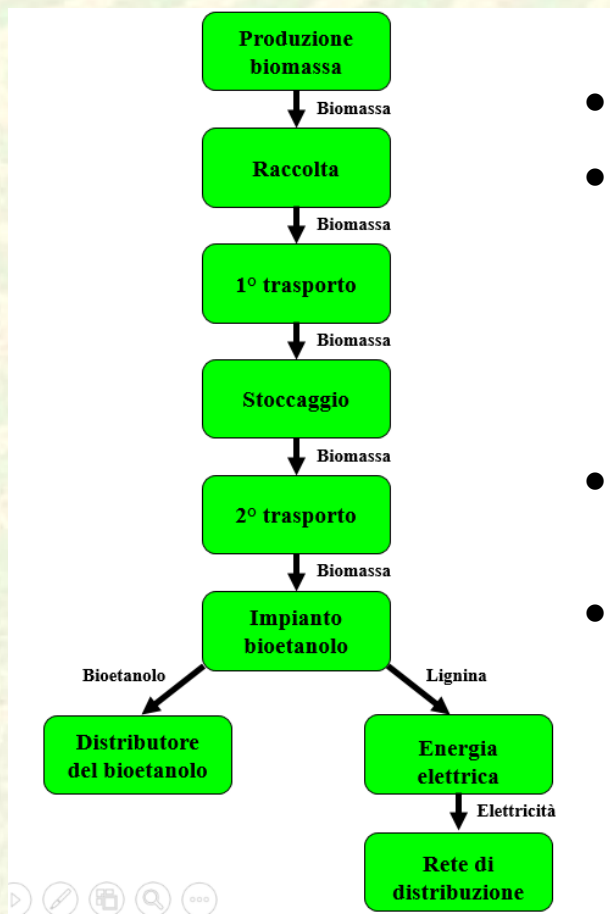 Produzione
biomassa
Biomassa
Raccolta
Biomassa
1° trasporto
Biomassa
Stoccaggio
Biomassa
2° trasporto
Biomassa
Impianto
bioetanolo
Bioetanolo
Lignina
Distributore
del bioetanolo
Energia
elettrica
Elettricità
Rete di
distribuzione